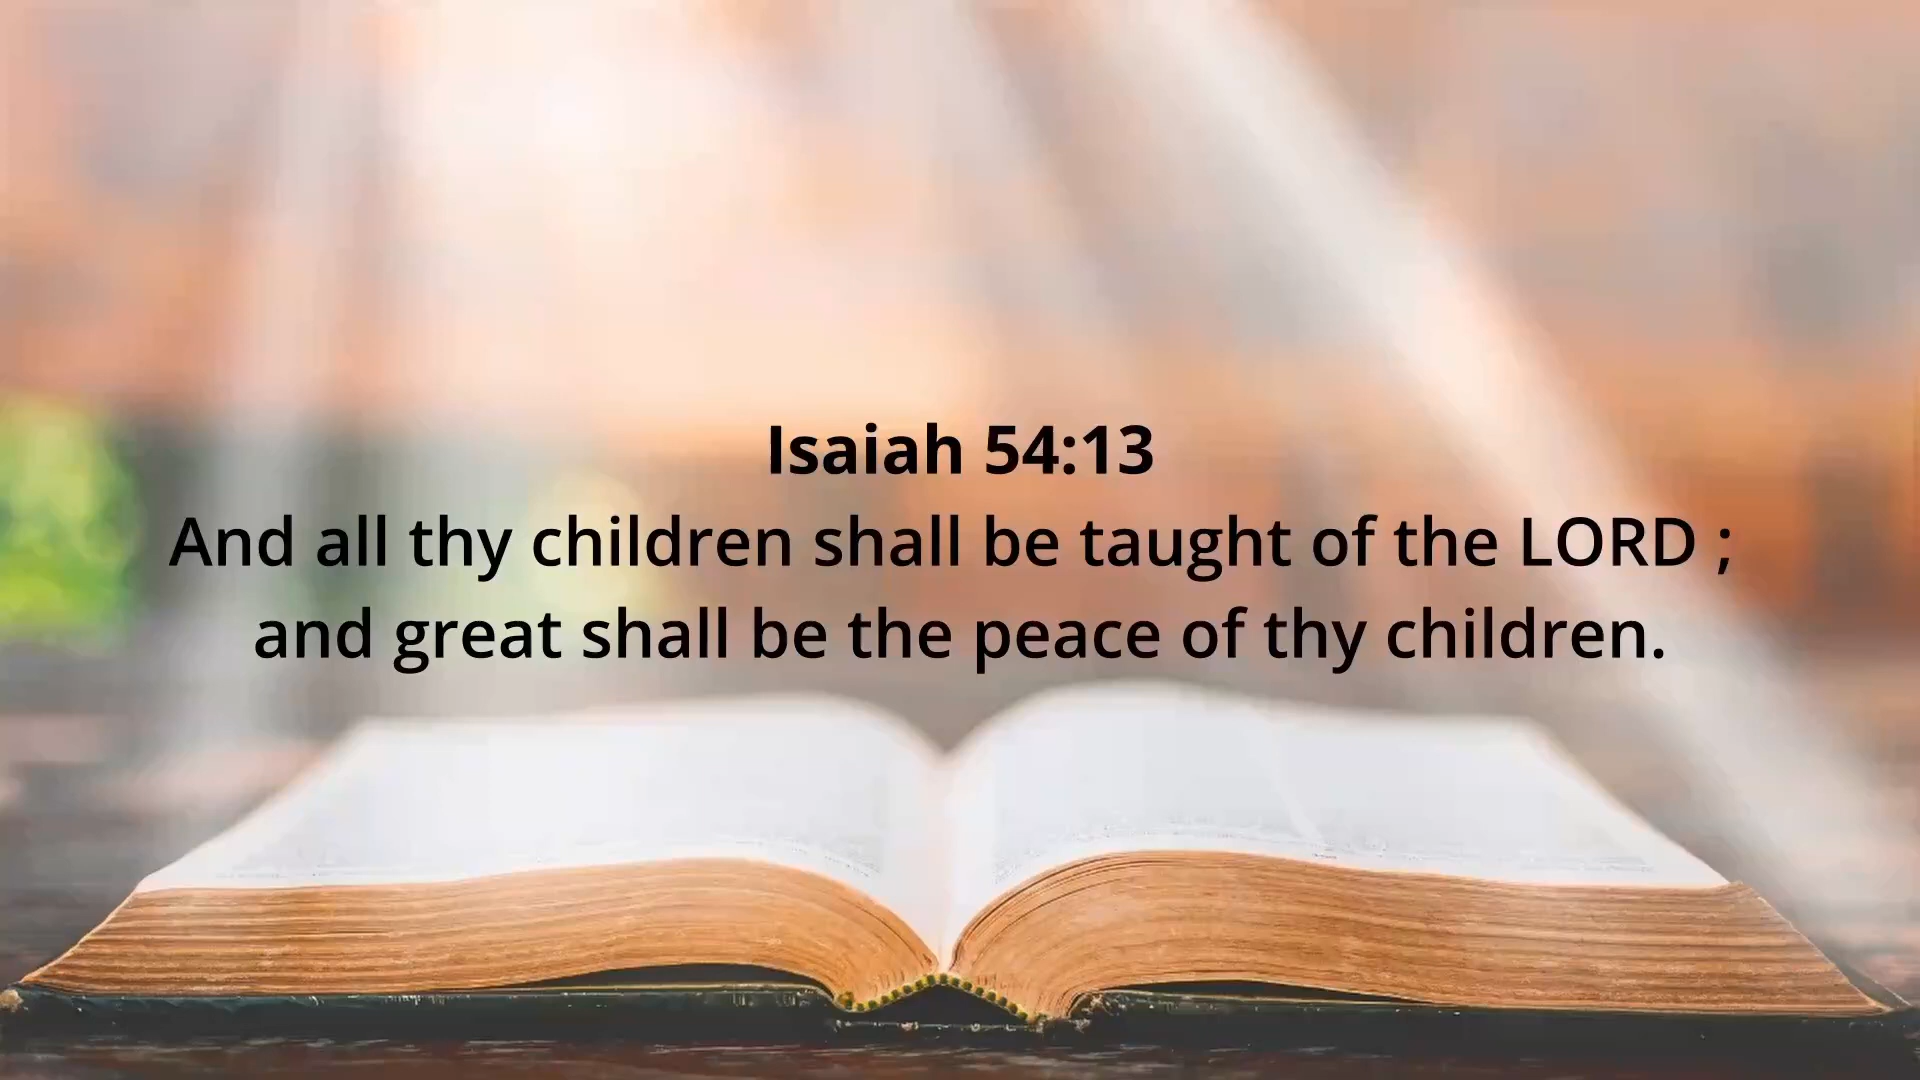 Isaiah 54:13
And all thy children shall be taught of the LORD ;
and great shall be the peace of thy children.